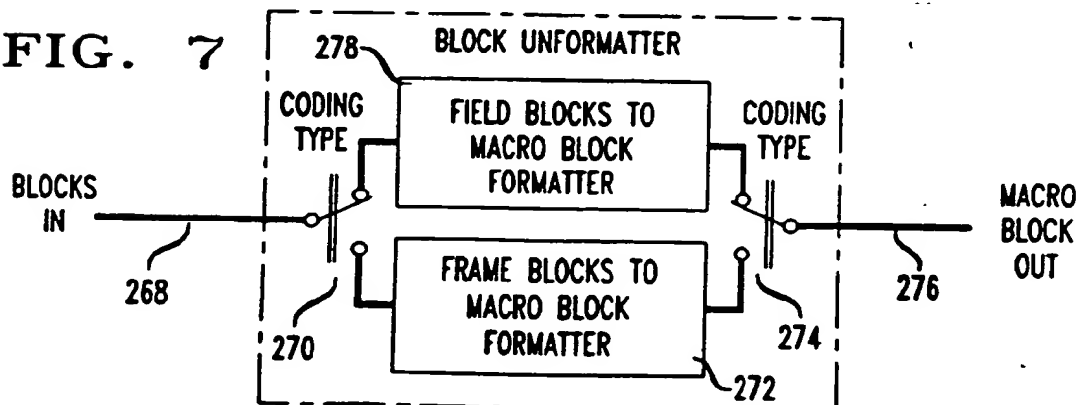 FIG. 7
BLOCK UNFORMATTER
278
CODING
TYPE
FIELD BLOCKS TO
MACRO BLOCK
FORMATTER
CODING
TYPE
BLOCKS
IN
268
270
FRAME BLOCKS TO
MACRO BLOCK
FORMATTER
272
274
276
MACRO
BLOCK
OUT